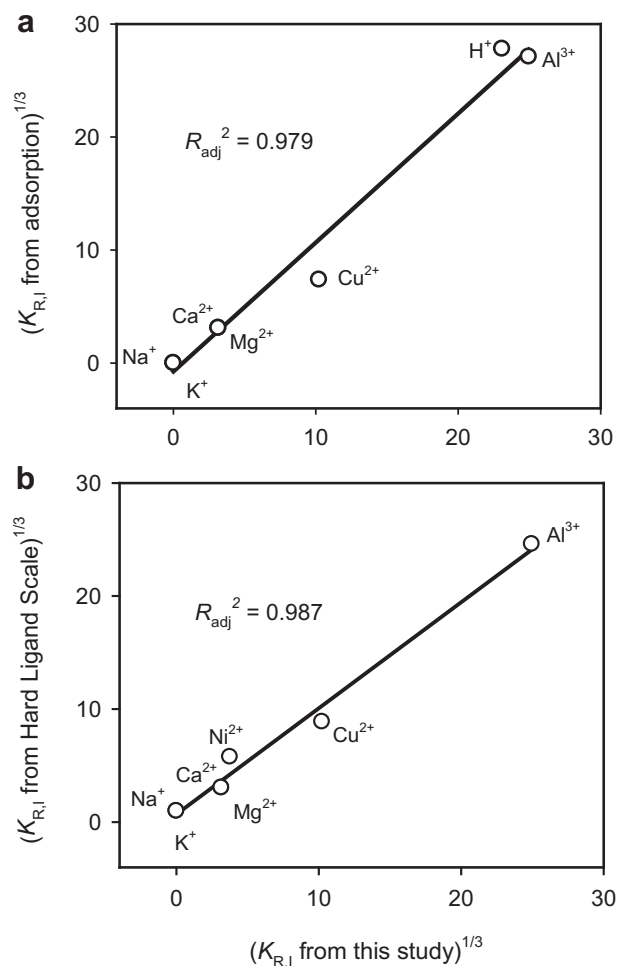 a
30
20
10
0
(K_R,I from adsorption)^1/3
R_adj^2 = 0.979
H⁺
Al³⁺
Cu²⁺
Ca²⁺
Mg²⁺
Na⁺
K⁺
0 10 20 30
b
30
20
10
0
(K_R,I from Hard Ligand Scale)^1/3
R_adj^2 = 0.987
Al³⁺
Cu²⁺
Ni²⁺
Ca²⁺
Mg²⁺
Na⁺
K⁺
0 10 20 30
(K_R,I from this study)^1/3